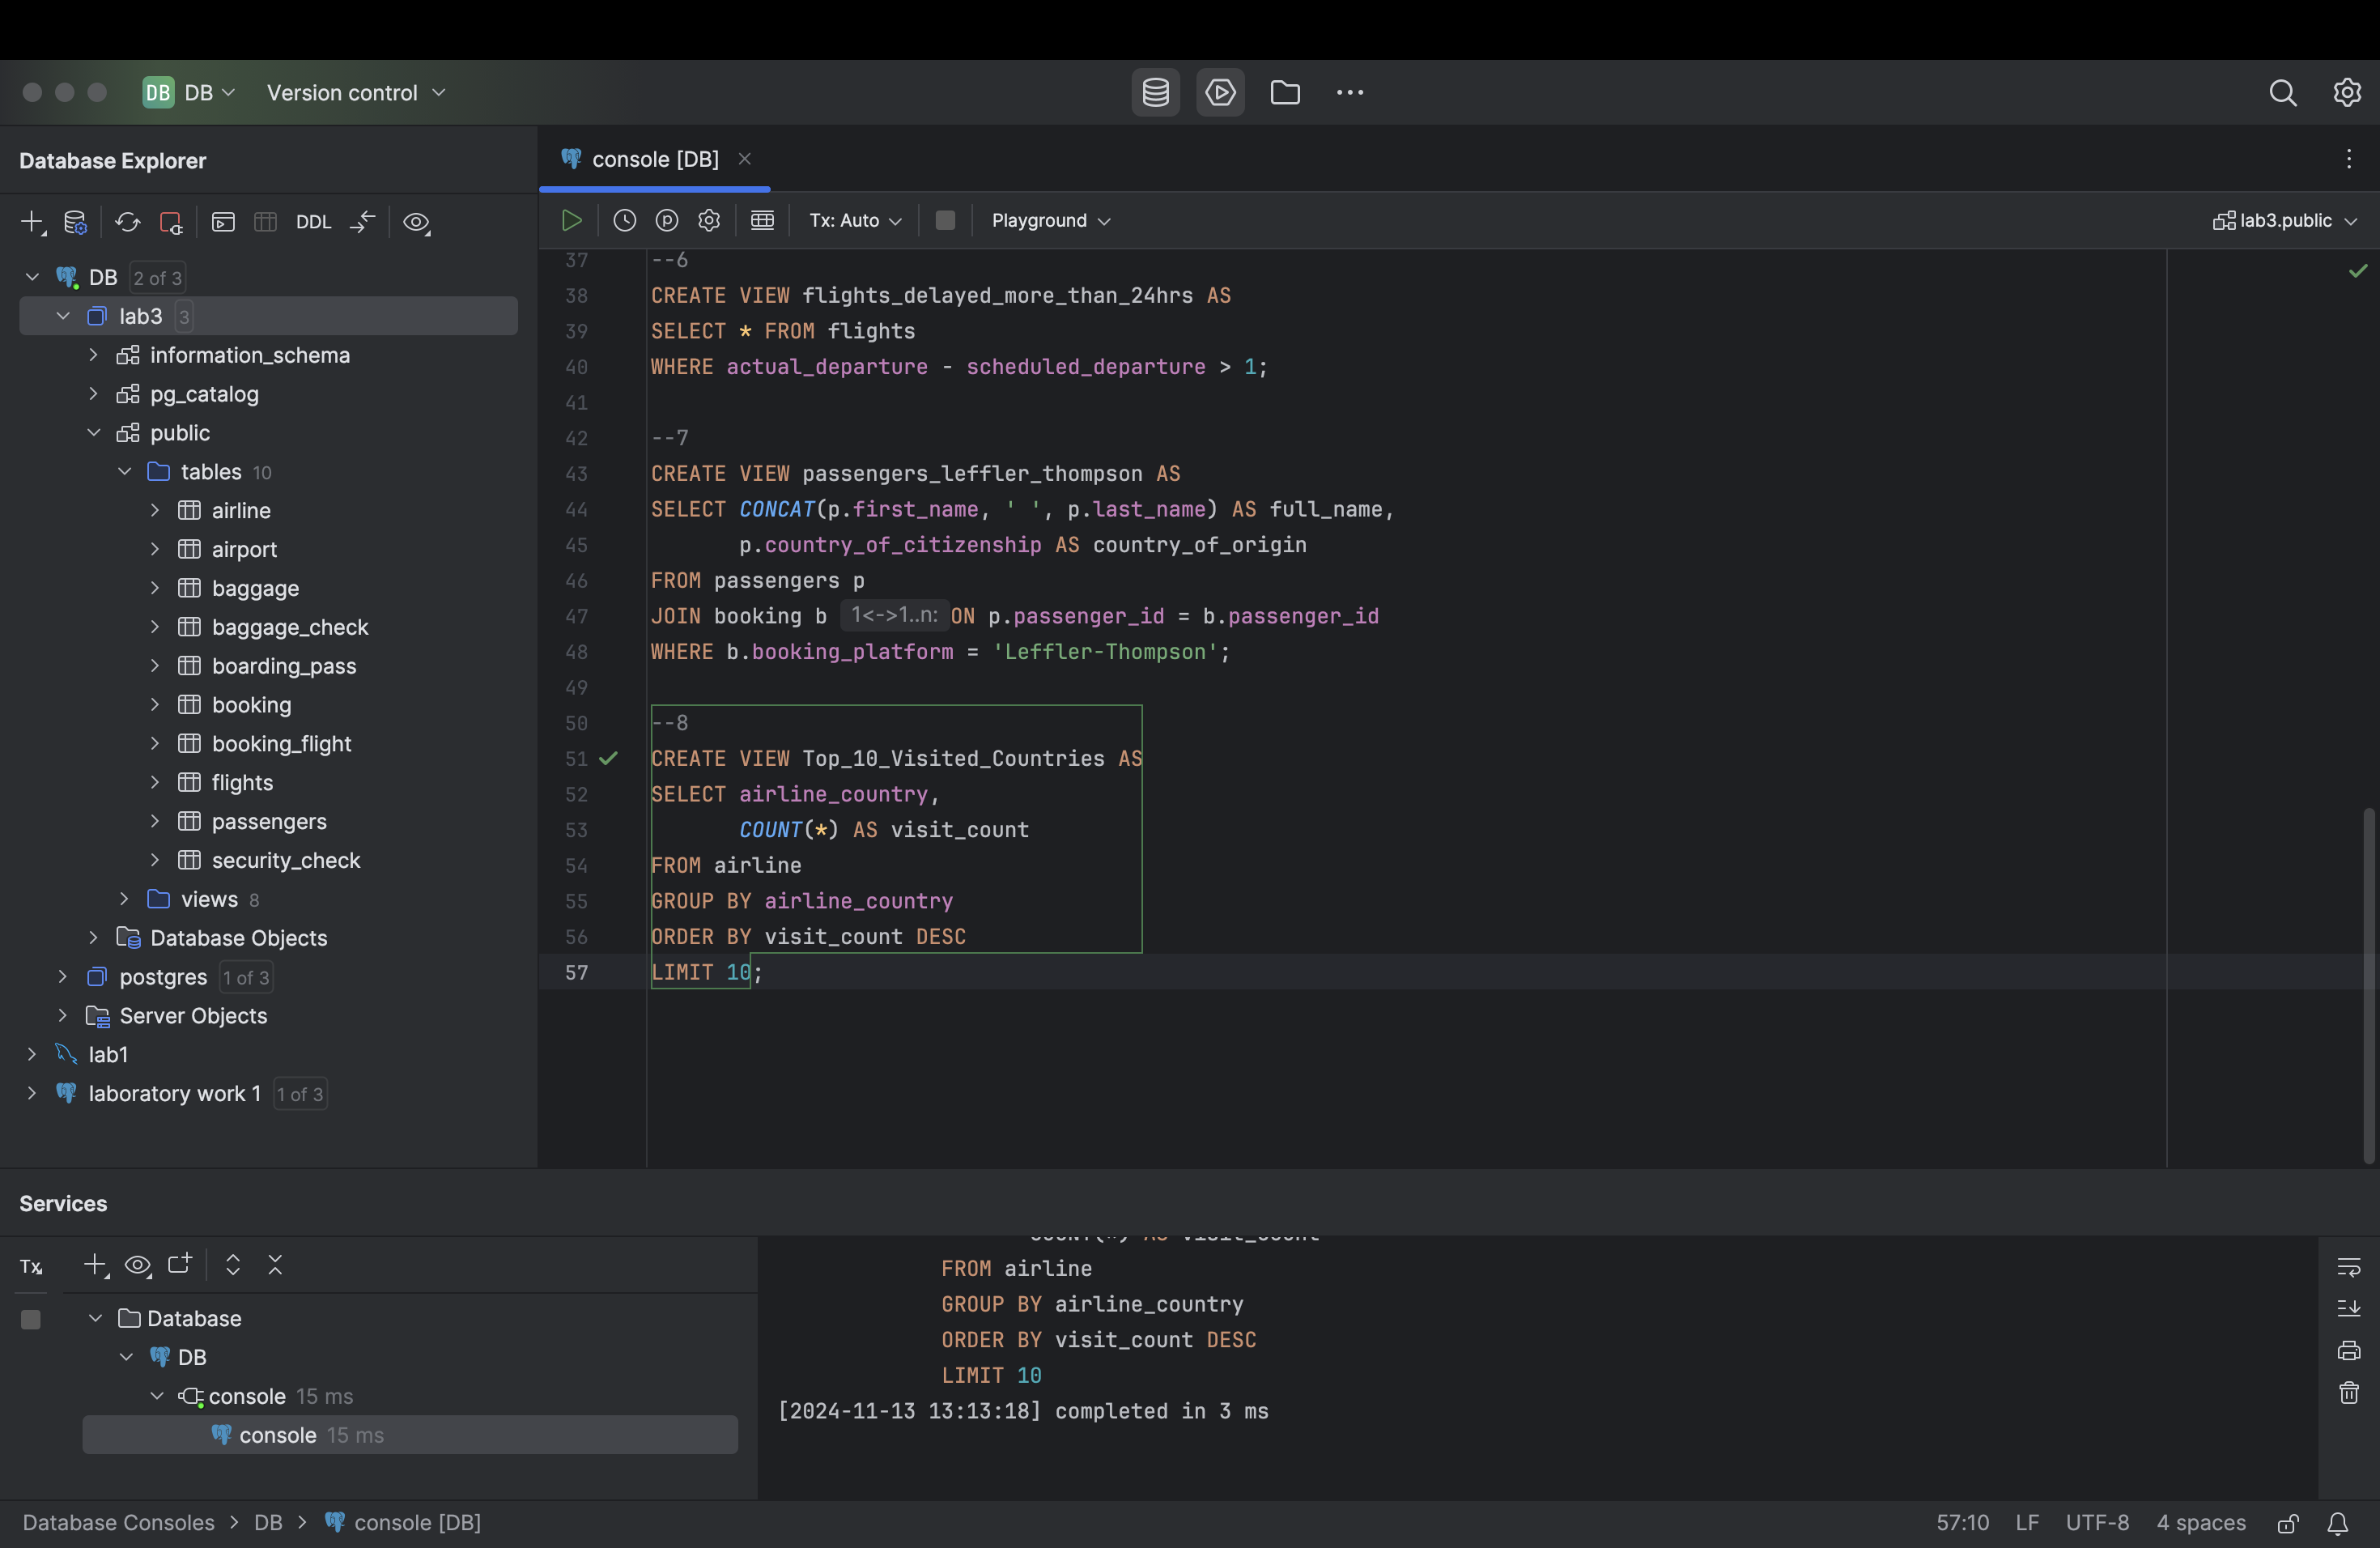 DB DB Version control
Database Explorer
console [DB]
DDL
Tx: Auto Playground lab3.public
DB 2 of 3
lab3 3
information_schema
pg_catalog
public
tables 10
airline
airport
baggage
baggage_check
boarding_pass
booking
booking_flight
flights
passengers
security_check
views 8
Database Objects
postgres 1 of 3
Server Objects
lab1
laboratory work 1 1 of 3
37 --6
38 CREATE VIEW flights_delayed_more_than_24hrs AS
39 SELECT * FROM flights
40 WHERE actual_departure - scheduled_departure > 1;
41
42 --7
43 CREATE VIEW passengers_leffler_thompson AS
44 SELECT CONCAT(p.first_name, ' ', p.last_name) AS full_name,
45 p.country_of_citizenship AS country_of_origin
46 FROM passengers p
47 JOIN booking b 1<->1..n: ON p.passenger_id = b.passenger_id
48 WHERE b.booking_platform = 'Leffler-Thompson';
49
50 --8
51 CREATE VIEW Top_10_Visited_Countries AS
52 SELECT airline_country,
53 COUNT(*) AS visit_count
54 FROM airline
55 GROUP BY airline_country
56 ORDER BY visit_count DESC
57 LIMIT 10;
Services
Tx
Database
DB
console 15 ms
console 15 ms
COUNT(*) AS visit_count
FROM airline
GROUP BY airline_country
ORDER BY visit_count DESC
LIMIT 10
[2024-11-13 13:13:18] completed in 3 ms
Database Consoles > DB > console [DB]
57:10 LF UTF-8 4 spaces